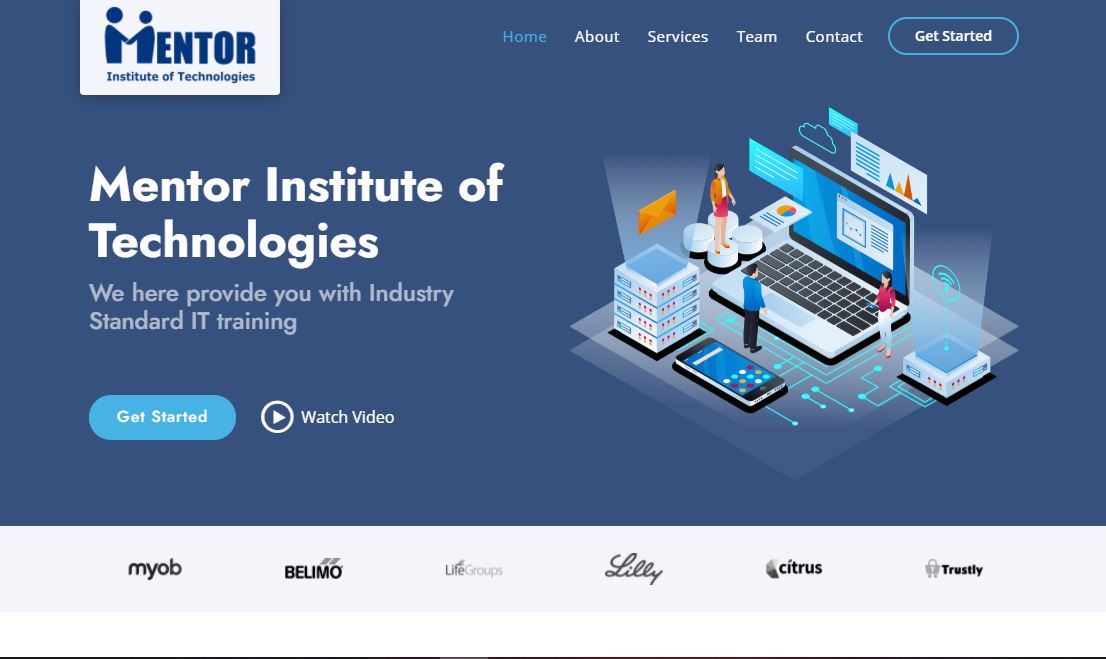 MENTOR
Institute of Technologies
Home About Services Team Contact Get Started
Mentor Institute of
Technologies
We here provide you with Industry
Standard IT training
Get Started Watch Video
myob BELIMO LifeGroups Lilly citrus Trustly